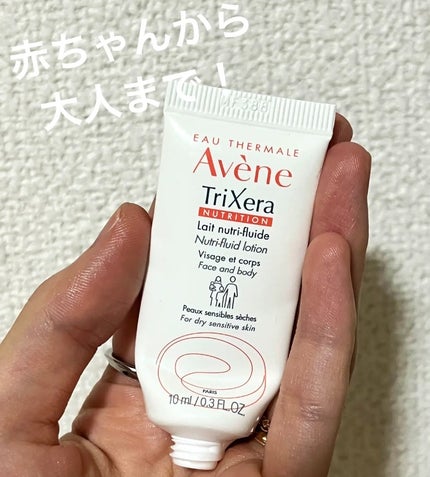 赤ちゃんから
大人まで！
EAU THERMALE
Avène
TriXera
NUTRITION
Lait nutri-fluide
Nutri-fluid lotion
Visage et corps
Face and body
Peaux sensibles sèches
For dry sensitive skin
PARIS
10 ml / 0.3 FL.OZ.